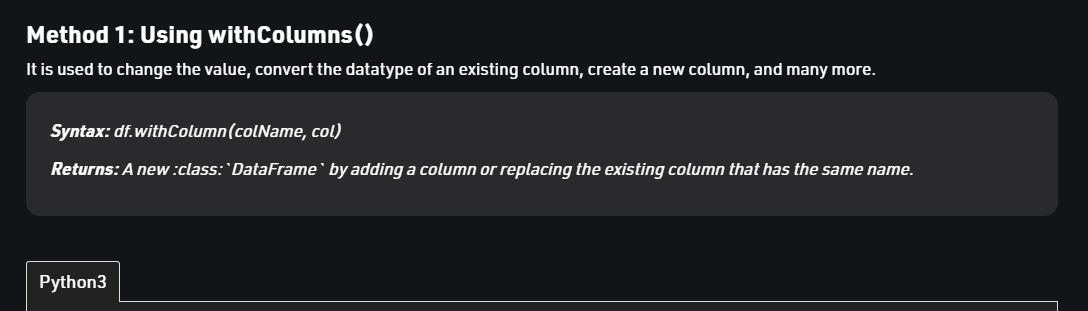 Method 1: Using withColumns()
It is used to change the value, convert the datatype of an existing column, create a new column, and many more.
Syntax: df.withColumn(colName, col)
Returns: A new :class:`DataFrame` by adding a column or replacing the existing column that has the same name.
Python3